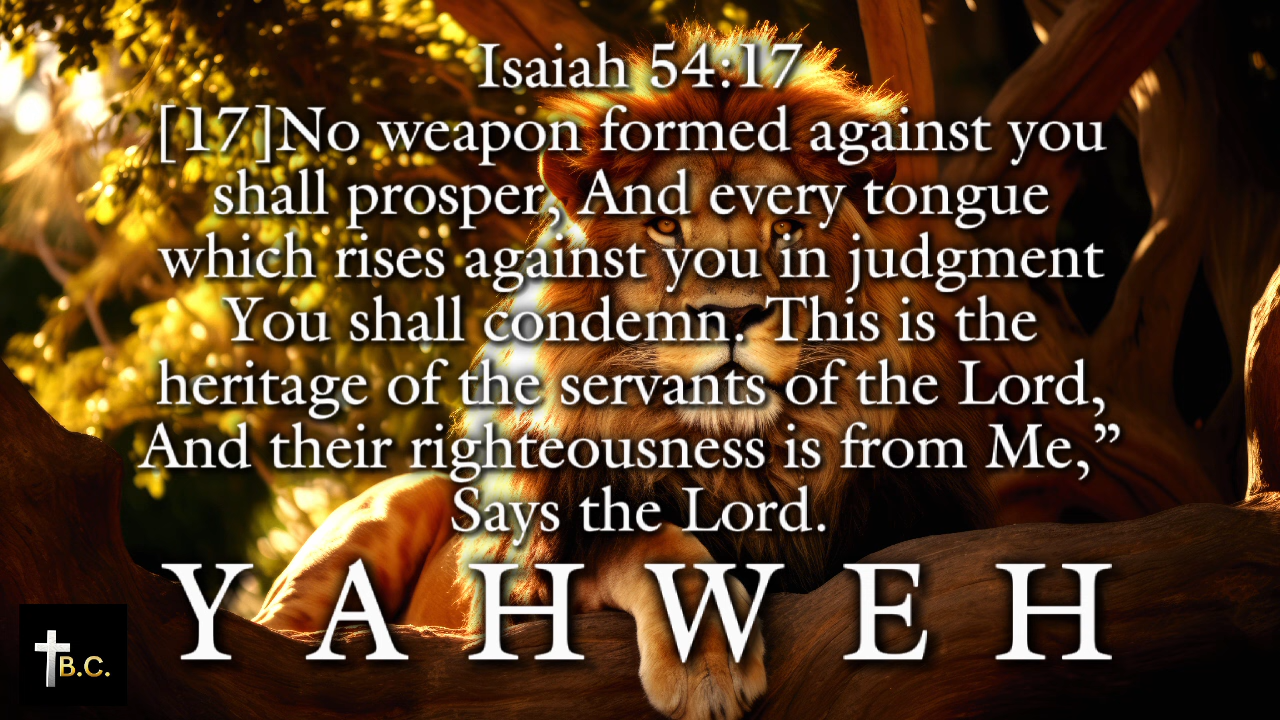 Isaiah 54:17
[17]No weapon formed against you
shall prosper, And every tongue
which rises against you in judgment
You shall condemn. This is the
heritage of the servants of the Lord,
And their righteousness is from Me,”
Says the Lord.
YAHWEH
B.C.